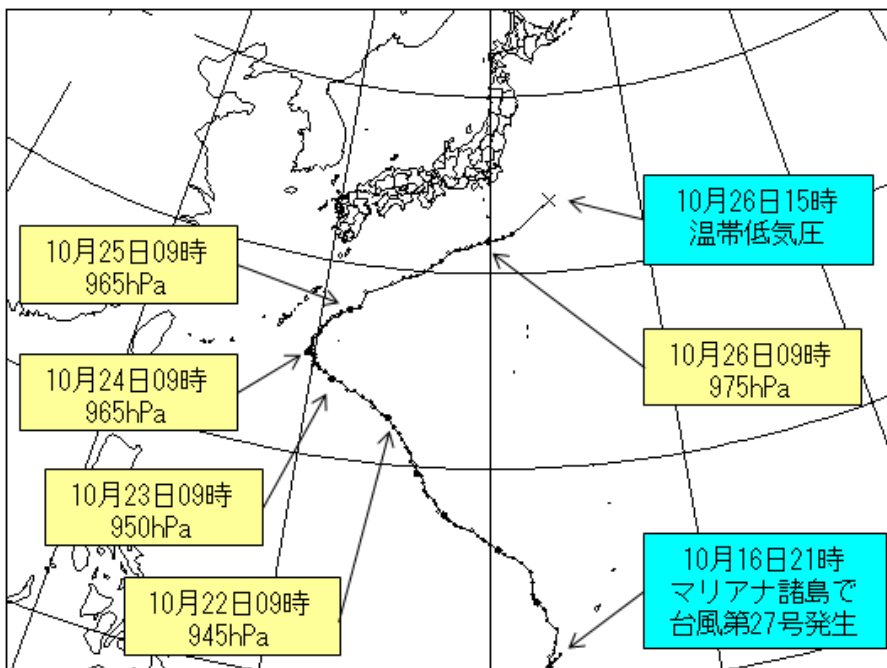 10月26日15時
温帯低気圧
10月25日09時
965hPa
10月26日09時
975hPa
10月24日09時
965hPa
10月23日09時
950hPa
10月16日21時
マリアナ諸島で
台風第27号発生
10月22日09時
945hPa